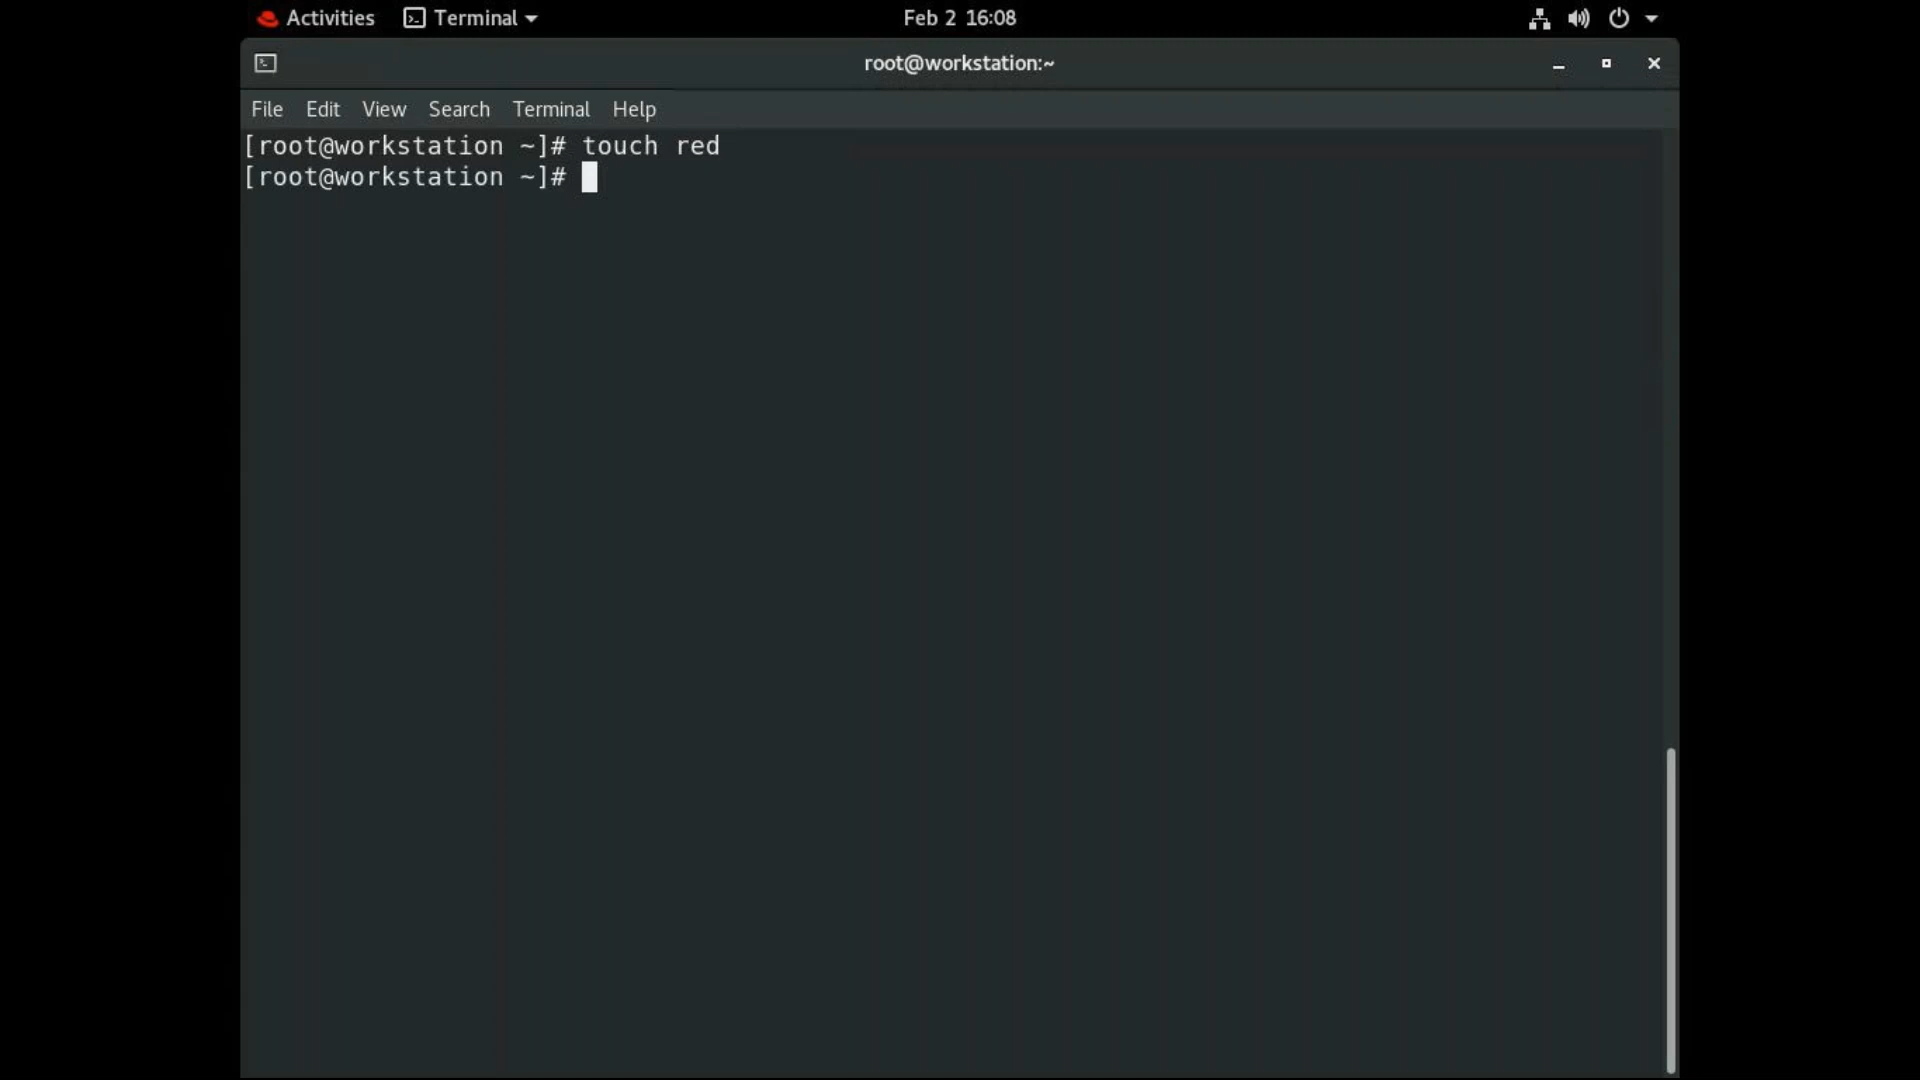 Activities Terminal Feb 2 16:08
root@workstation:~
File Edit View Search Terminal Help
[root@workstation ~]# touch red
[root@workstation ~]#